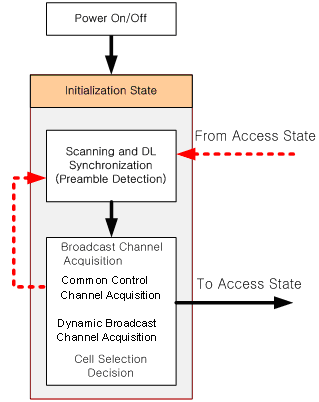 Power On/Off
Initialization State
From Access State
Scanning and DL
Synchronization
(Preamble Detection)
Broadcast Channel
Acquisition
Common Control
Channel Acquisition
To Access State
Dynamic Broadcast
Channel Acquisition
Cell Selection
Decision